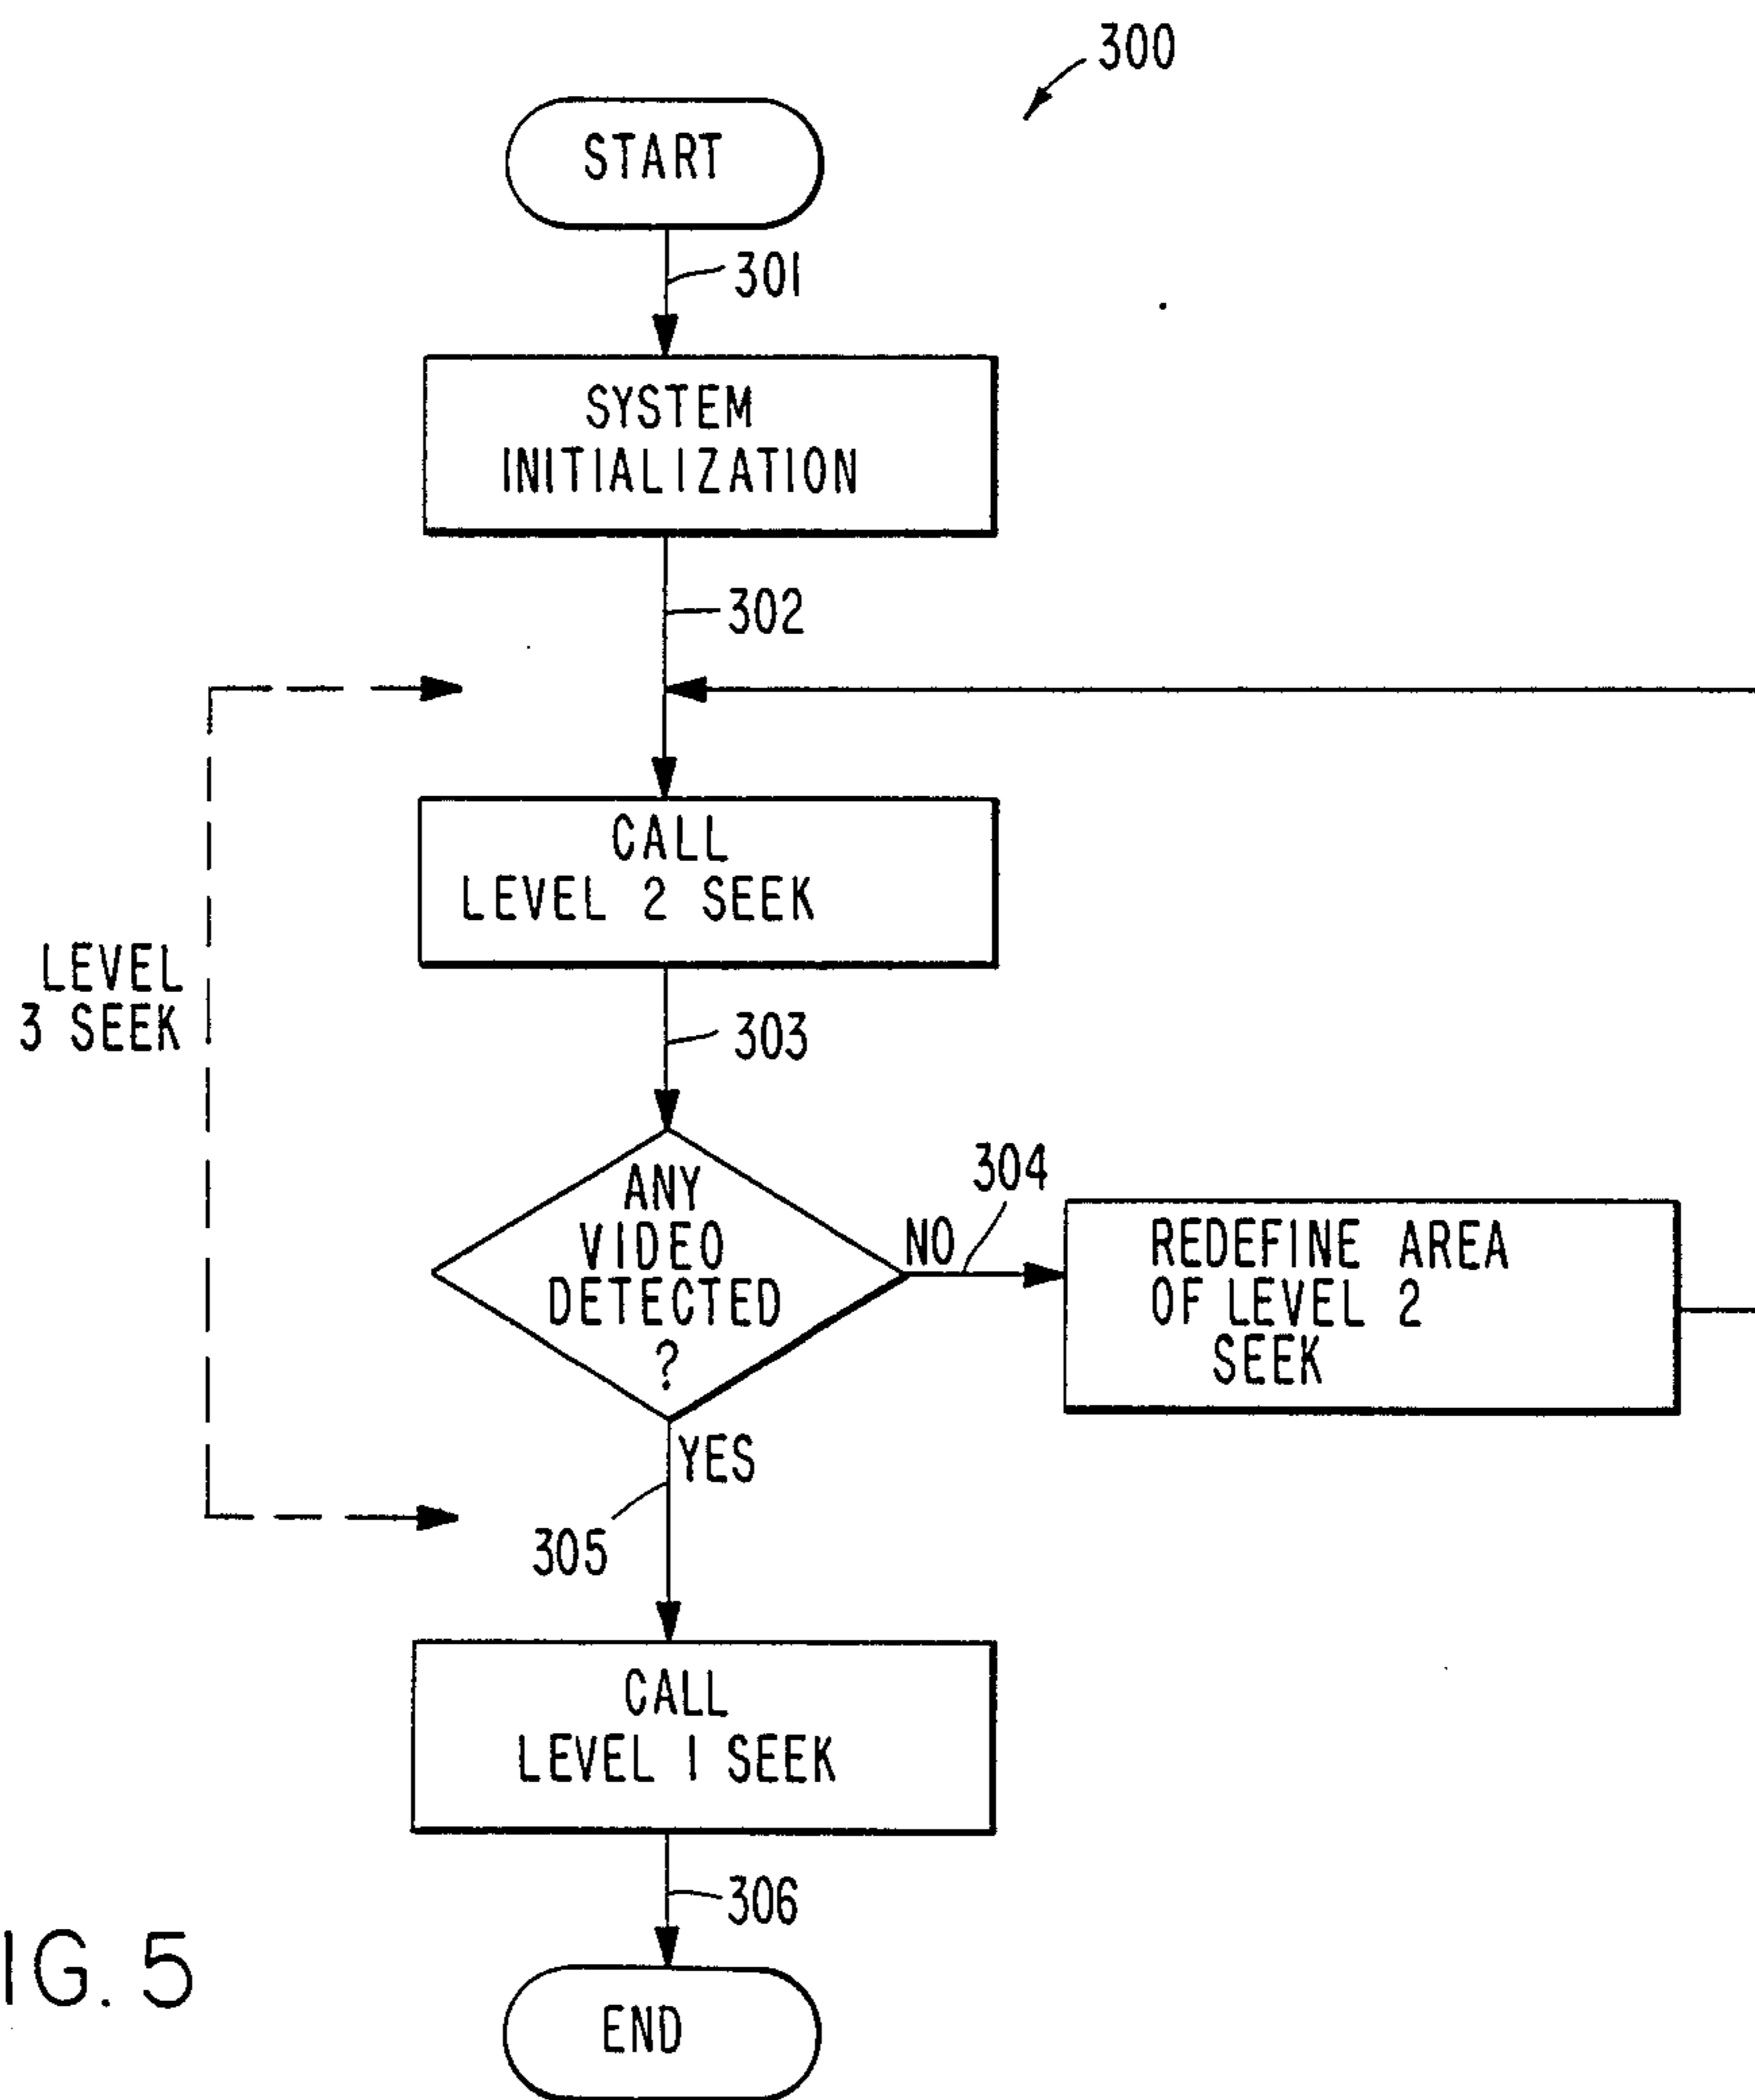 300
START
301
SYSTEM
INITIALIZATION
302
CALL
LEVEL 2 SEEK
LEVEL
3 SEEK
303
ANY
VIDEO
DETECTED
?
NO
304
REDEFINE AREA
OF LEVEL 2
SEEK
YES
305
CALL
LEVEL 1 SEEK
306
END
IG. 5